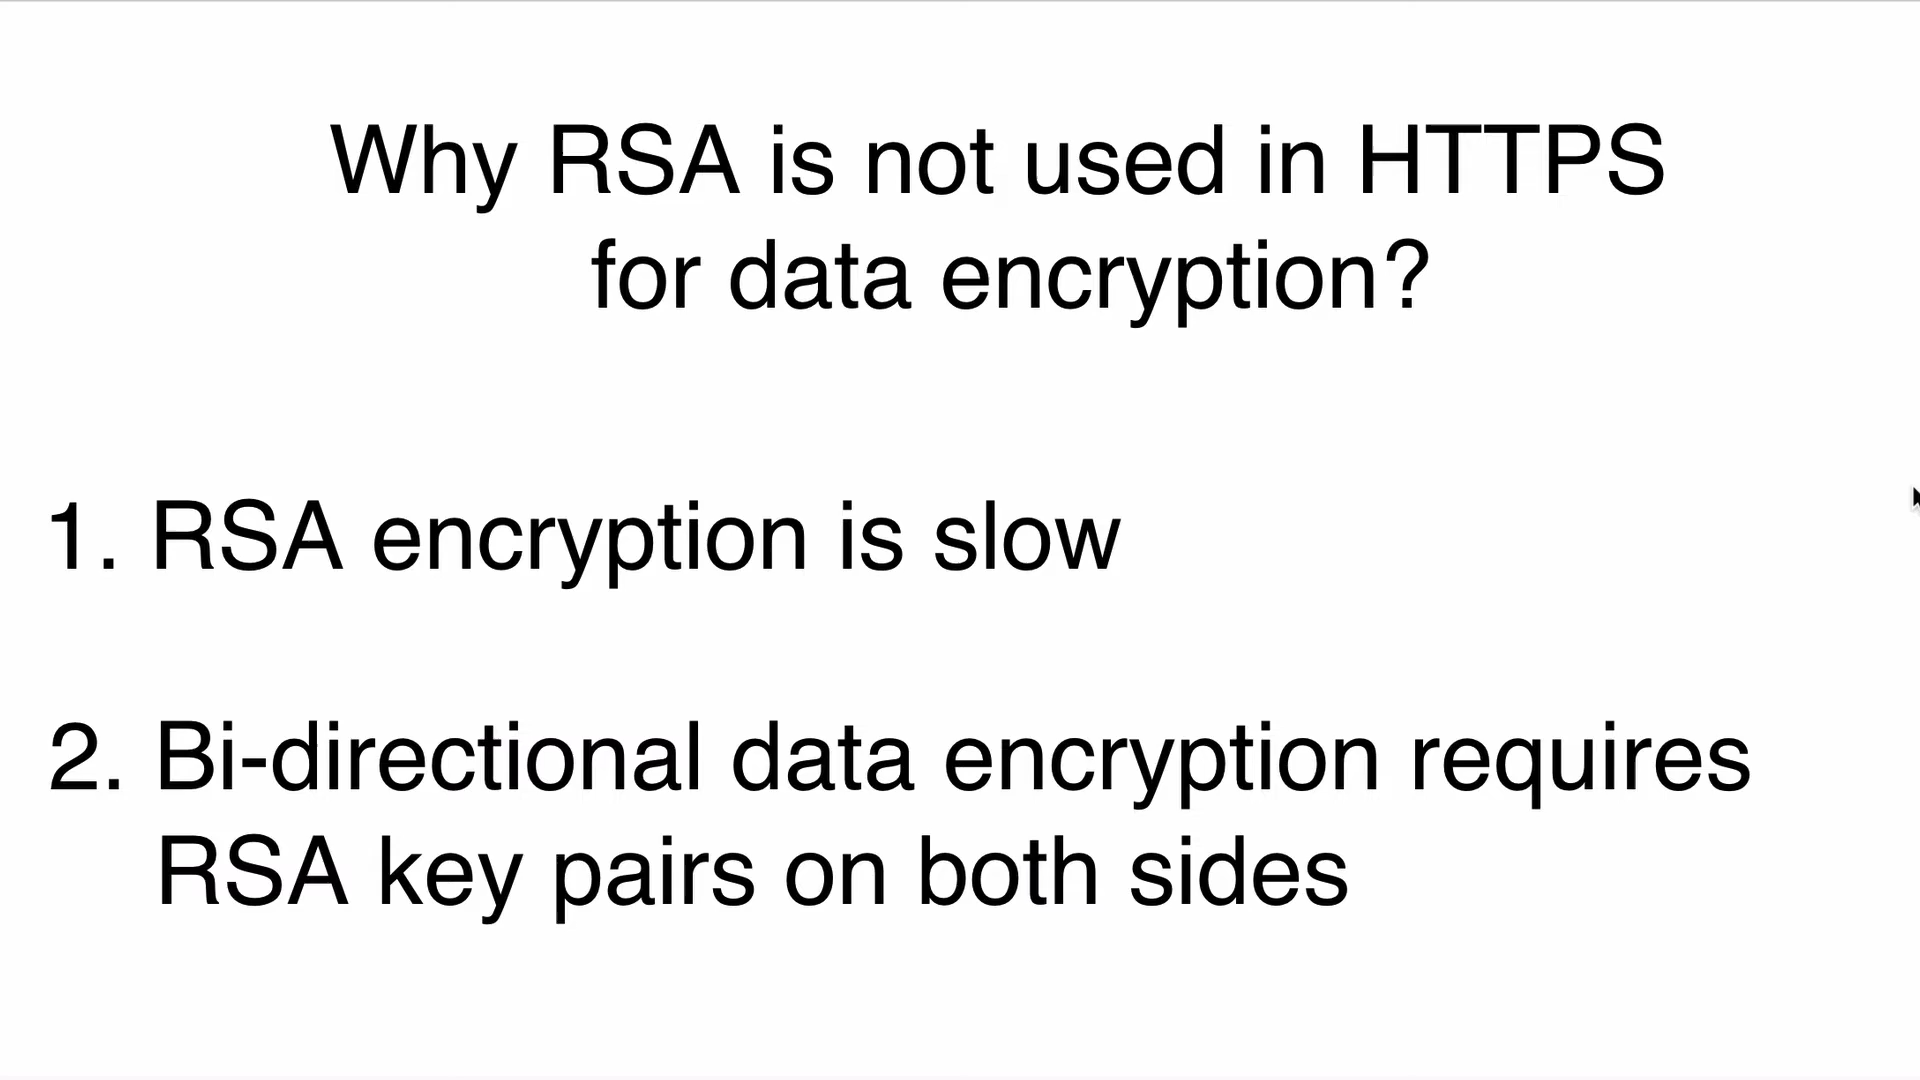 Why RSA is not used in HTTPS
for data encryption?
1. RSA encryption is slow
2. Bi-directional data encryption requires
RSA key pairs on both sides